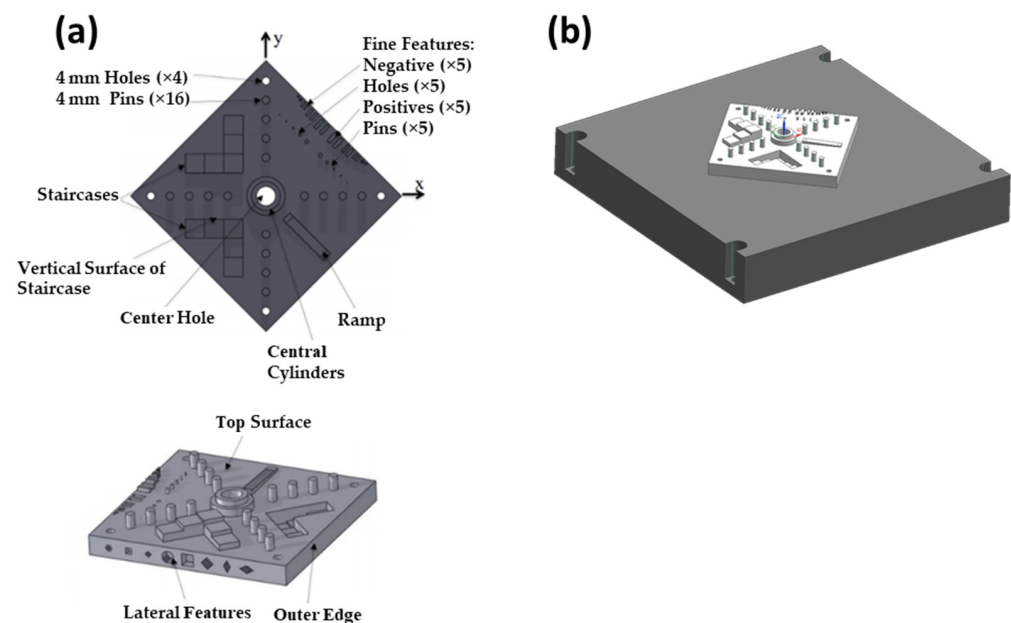 (a)
(b)
y
Fine Features:
Negative (×5)
Holes (×5)
Positives (×5)
Pins (×5)
4 mm Holes (×4)
4 mm Pins (×16)
x
Staircases
Vertical Surface of
Staircase
Center Hole
Ramp
Central
Cylinders
Top Surface
Lateral Features
Outer Edge